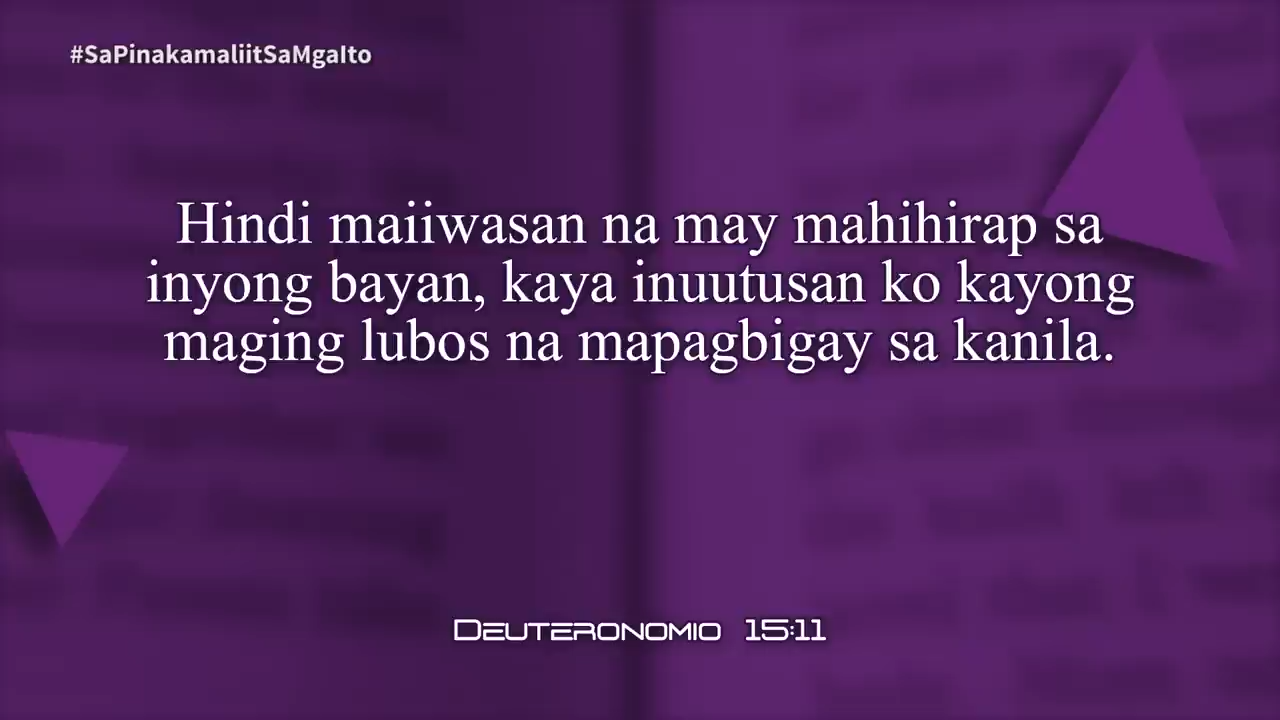 #SaPinakamaliitSaMgaIto
Hindi maiiwasan na may mahihirap sa
inyong bayan, kaya inuutusan ko kayong
maging lubos na mapagbigay sa kanila.
Deuteronomio 15:11